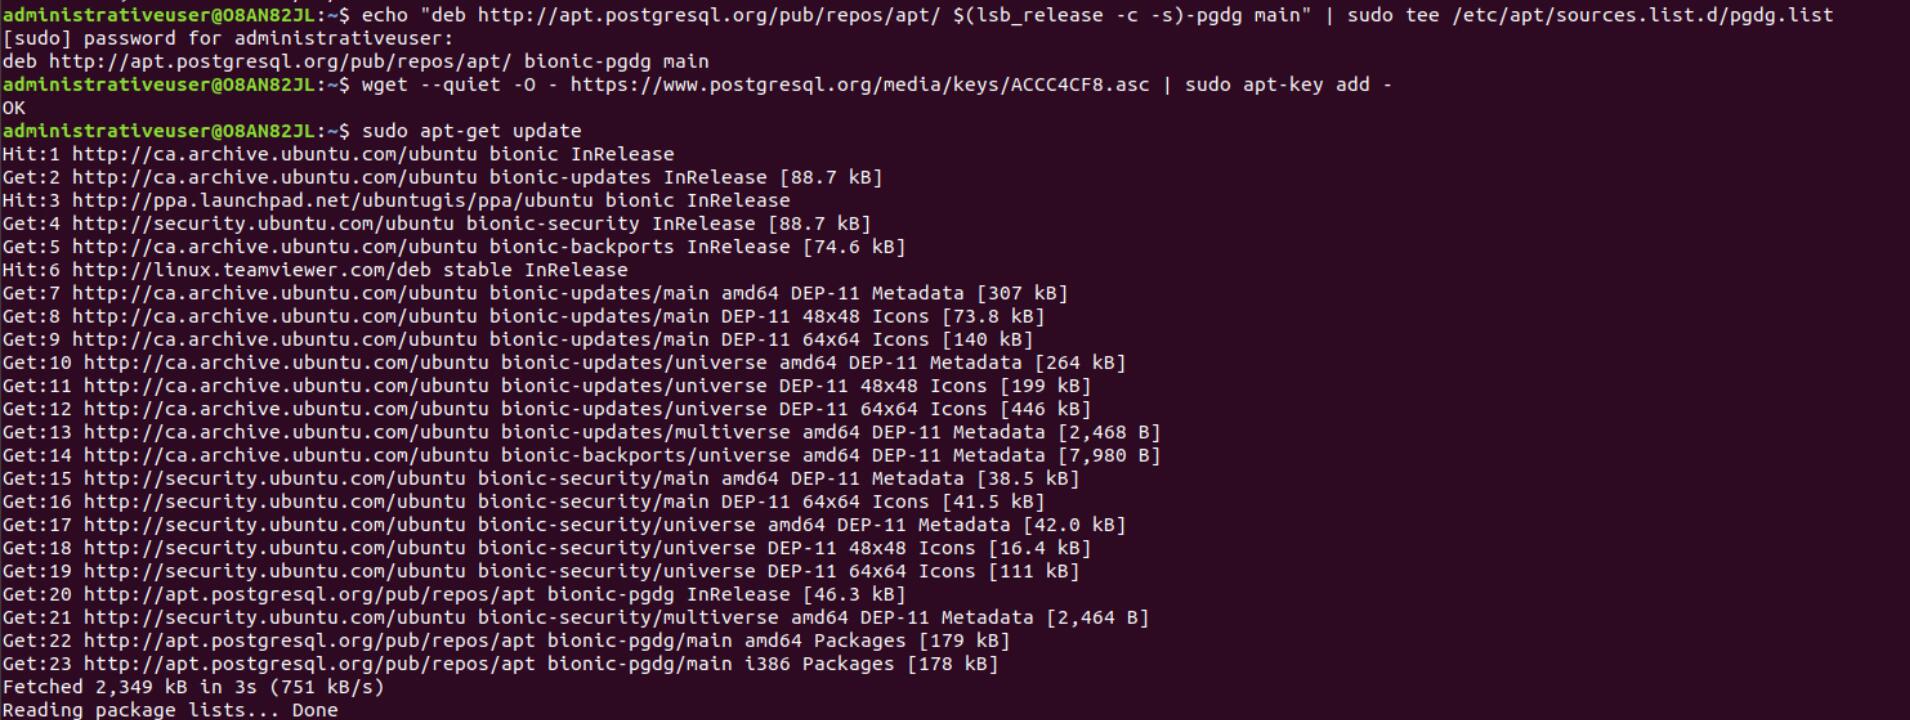 administrativeuser@O8AN82JL:~$ echo "deb http://apt.postgresql.org/pub/repos/apt/ $(lsb_release -c -s)-pgdg main" | sudo tee /etc/apt/sources.list.d/pgdg.list
[sudo] password for administrativeuser:
deb http://apt.postgresql.org/pub/repos/apt/ bionic-pgdg main
administrativeuser@O8AN82JL:~$ wget --quiet -O - https://www.postgresql.org/media/keys/ACCC4CF8.asc | sudo apt-key add -
OK
administrativeuser@O8AN82JL:~$ sudo apt-get update
Hit:1 http://ca.archive.ubuntu.com/ubuntu bionic InRelease
Get:2 http://ca.archive.ubuntu.com/ubuntu bionic-updates InRelease [88.7 kB]
Hit:3 http://ppa.launchpad.net/ubuntugis/ppa/ubuntu bionic InRelease
Get:4 http://security.ubuntu.com/ubuntu bionic-security InRelease [88.7 kB]
Get:5 http://ca.archive.ubuntu.com/ubuntu bionic-backports InRelease [74.6 kB]
Hit:6 http://linux.teamviewer.com/deb stable InRelease
Get:7 http://ca.archive.ubuntu.com/ubuntu bionic-updates/main amd64 DEP-11 Metadata [307 kB]
Get:8 http://ca.archive.ubuntu.com/ubuntu bionic-updates/main DEP-11 48x48 Icons [73.8 kB]
Get:9 http://ca.archive.ubuntu.com/ubuntu bionic-updates/main DEP-11 64x64 Icons [140 kB]
Get:10 http://ca.archive.ubuntu.com/ubuntu bionic-updates/universe amd64 DEP-11 Metadata [264 kB]
Get:11 http://ca.archive.ubuntu.com/ubuntu bionic-updates/universe DEP-11 48x48 Icons [199 kB]
Get:12 http://ca.archive.ubuntu.com/ubuntu bionic-updates/universe DEP-11 64x64 Icons [446 kB]
Get:13 http://ca.archive.ubuntu.com/ubuntu bionic-updates/multiverse amd64 DEP-11 Metadata [2,468 B]
Get:14 http://ca.archive.ubuntu.com/ubuntu bionic-backports/universe amd64 DEP-11 Metadata [7,980 B]
Get:15 http://security.ubuntu.com/ubuntu bionic-security/main amd64 DEP-11 Metadata [38.5 kB]
Get:16 http://security.ubuntu.com/ubuntu bionic-security/main DEP-11 64x64 Icons [41.5 kB]
Get:17 http://security.ubuntu.com/ubuntu bionic-security/universe amd64 DEP-11 Metadata [42.0 kB]
Get:18 http://security.ubuntu.com/ubuntu bionic-security/universe DEP-11 48x48 Icons [16.4 kB]
Get:19 http://security.ubuntu.com/ubuntu bionic-security/universe DEP-11 64x64 Icons [111 kB]
Get:20 http://apt.postgresql.org/pub/repos/apt bionic-pgdg InRelease [46.3 kB]
Get:21 http://security.ubuntu.com/ubuntu bionic-security/multiverse amd64 DEP-11 Metadata [2,464 B]
Get:22 http://apt.postgresql.org/pub/repos/apt bionic-pgdg/main amd64 Packages [179 kB]
Get:23 http://apt.postgresql.org/pub/repos/apt bionic-pgdg/main i386 Packages [178 kB]
Fetched 2,349 kB in 3s (751 kB/s)
Reading package lists... Done